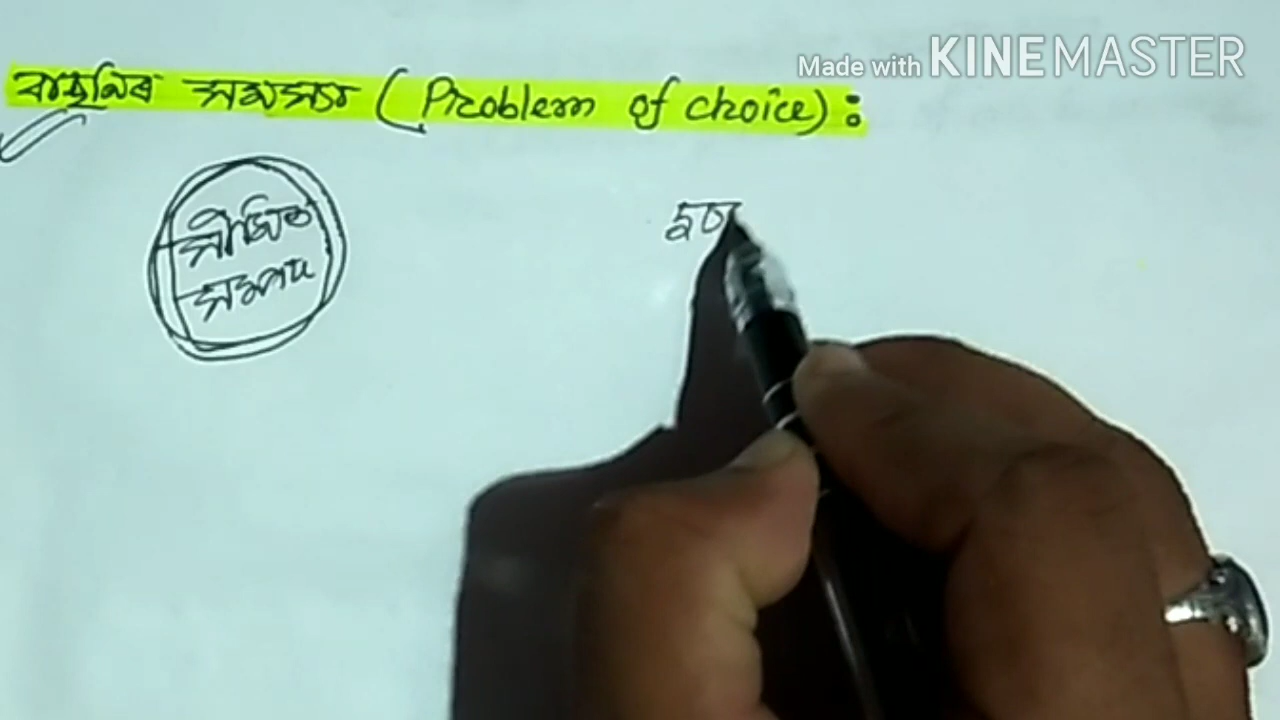 Made with KINEMASTER
বাছনিৰ সমস্যা (Problem of choice) :
সীমিত
সম্পদ